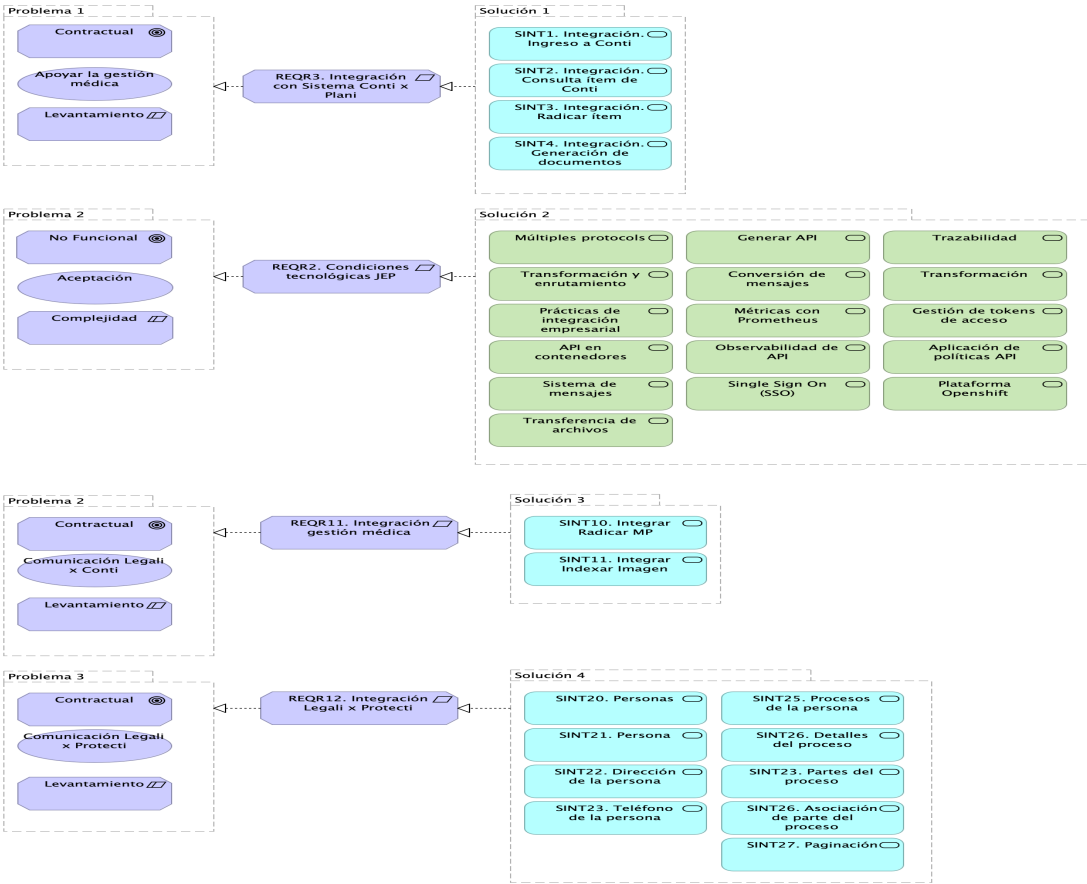 Problema 1
Contractual
Apoyar la gestión
médica
Levantamiento
REQR3. Integración
con Sistema Conti x
Plani
Solución 1
SINT1. Integración.
Ingreso a Conti
SINT2. Integración.
Consulta ítem de
Conti
SINT3. Integración.
Radicar ítem
SINT4. Integración.
Generación de
documentos
Problema 2
No Funcional
Aceptación
Complejidad
REQR2. Condiciones
tecnológicas JEP
Solución 2
Múltiples protocolos
Generar API
Trazabilidad
Transformación y
enrutamiento
Conversión de
mensajes
Transformación
Prácticas de
integración
empresarial
Métricas con
Prometheus
Gestión de tokens
de acceso
API en
contenedores
Observabilidad de
API
Aplicación de
políticas API
Sistema de
mensajes
Single Sign On
(SSO)
Plataforma
Openshift
Transferencia de
archivos
Problema 2
Contractual
Comunicación Legali
x Conti
Levantamiento
REQR11. Integración
gestión médica
Solución 3
SINT10. Integrar
Radicar MP
SINT11. Integrar
Indexar Imagen
Problema 3
Contractual
Comunicación Legali
x Protecti
Levantamiento
REQR12. Integración
Legali x Protecti
Solución 4
SINT20. Personas
SINT25. Procesos
de la persona
SINT21. Persona
SINT26. Detalles
del proceso
SINT22. Dirección
de la persona
SINT23. Partes del
proceso
SINT23. Teléfono
de la persona
SINT26. Asociación
de parte del
proceso
SINT27. Paginación